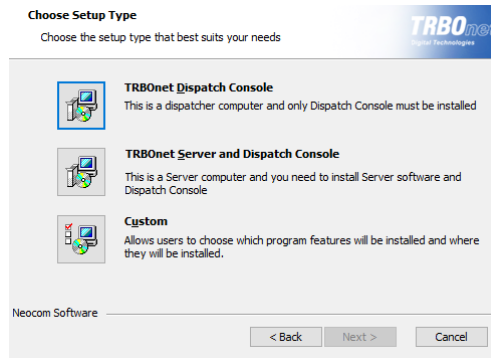 Choose Setup Type
Choose the setup type that best suits your needs
TRBOnet
Digital Technologies
TRBOnet Dispatch Console
This is a dispatcher computer and only Dispatch Console must be installed
TRBOnet Server and Dispatch Console
This is a Server computer and you need to install Server software and
Dispatch Console
Custom
Allows users to choose which program features will be installed and where
they will be installed.
Neocom Software
< Back
Next >
Cancel